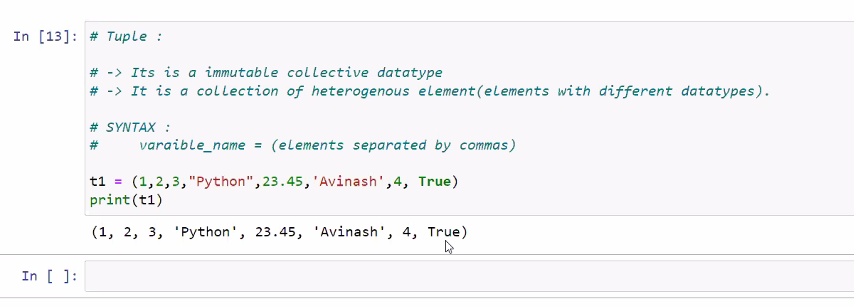 In [13]: # Tuple :
# -> Its is a immutable collective datatype
# -> It is a collection of heterogenous element(elements with different datatypes).
# SYNTAX :
#     varaible_name = (elements separated by commas)
t1 = (1,2,3,"Python",23.45,'Avinash',4, True)
print(t1)
(1, 2, 3, 'Python', 23.45, 'Avinash', 4, True)
In [ ]: